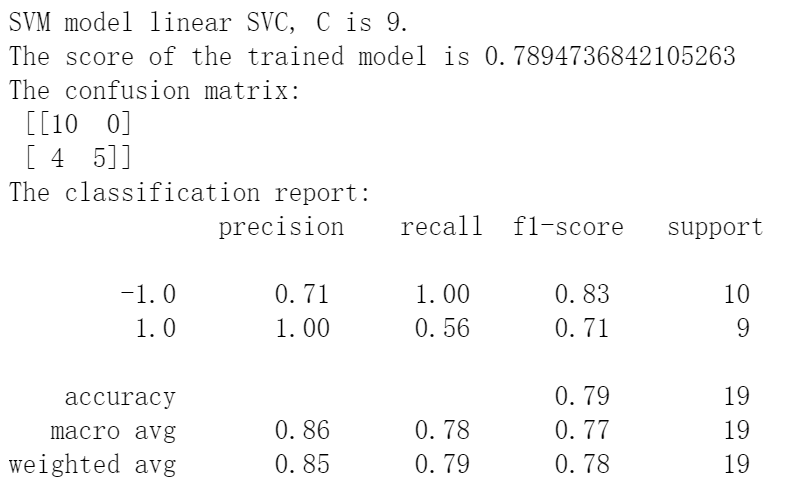 SVM model linear SVC, C is 9.
The score of the trained model is 0.7894736842105263
The confusion matrix:
[[10 0]
[ 4 5]]
The classification report:
precision recall f1-score support
-1.0 0.71 1.00 0.83 10
1.0 1.00 0.56 0.71 9
accuracy 0.79 19
macro avg 0.86 0.78 0.77 19
weighted avg 0.85 0.79 0.78 19